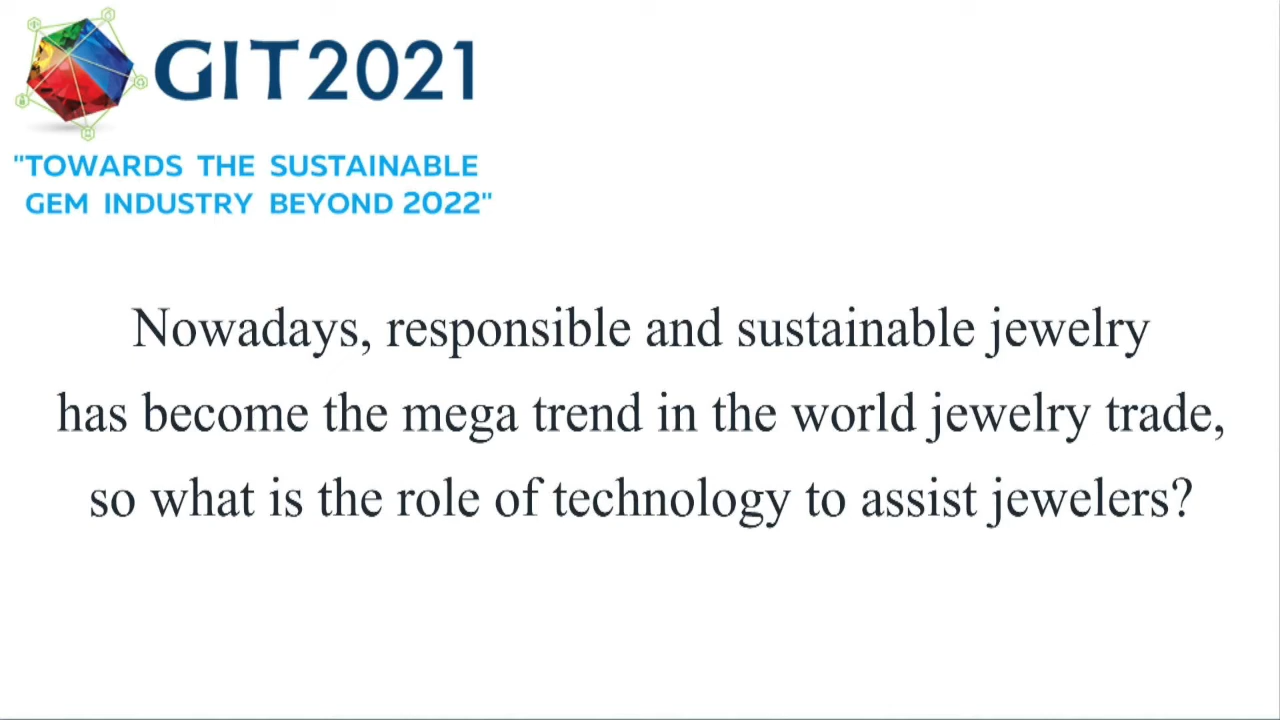 GIT2021
"TOWARDS THE SUSTAINABLE
GEM INDUSTRY BEYOND 2022"
Nowadays, responsible and sustainable jewelry
has become the mega trend in the world jewelry trade,
so what is the role of technology to assist jewelers?